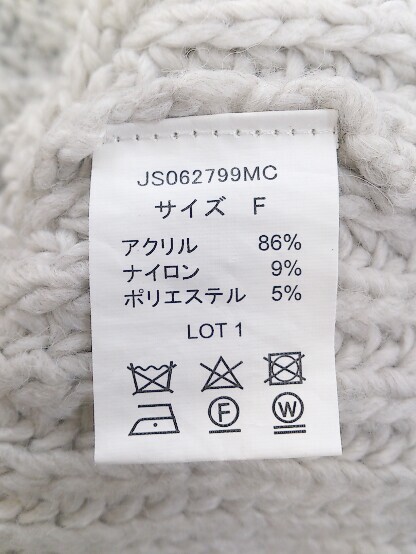 JS062799MC
サイズ F
アクリル 86%
ナイロン 9%
ポリエステル 5%
LOT 1
F W